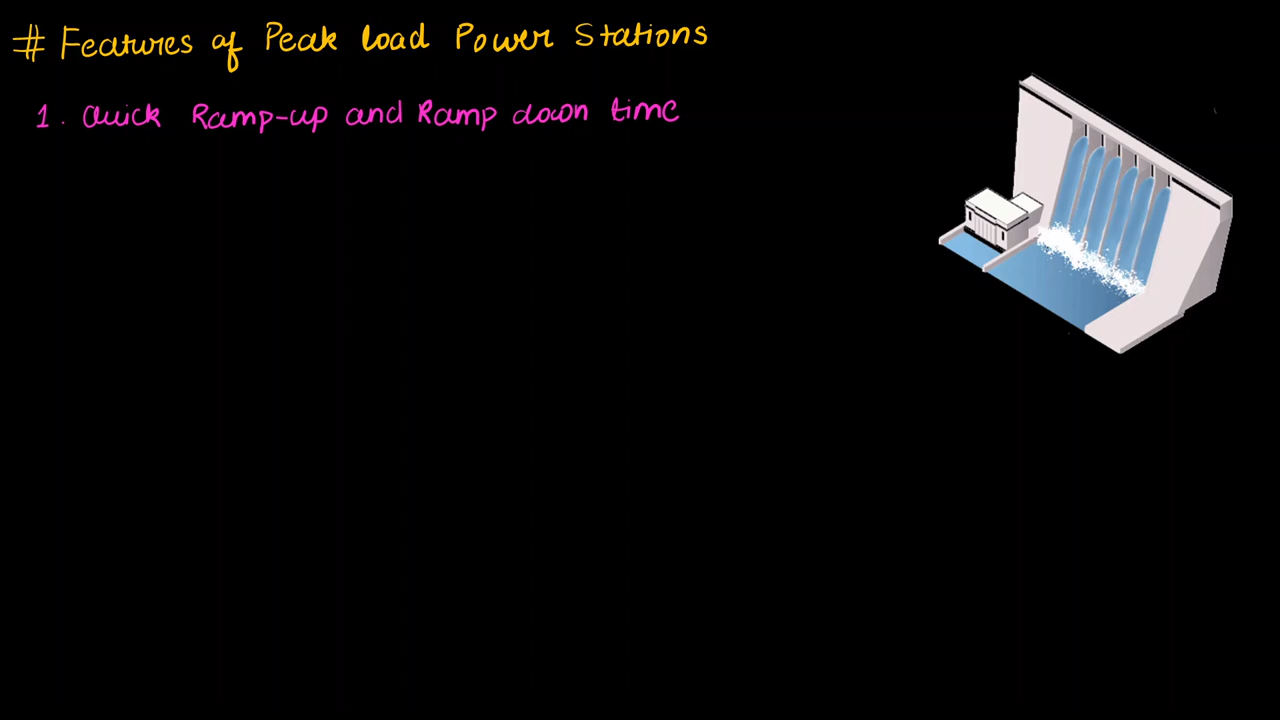 # Features of Peak Load Power Stations
1. Quick Ramp-up and Ramp down time